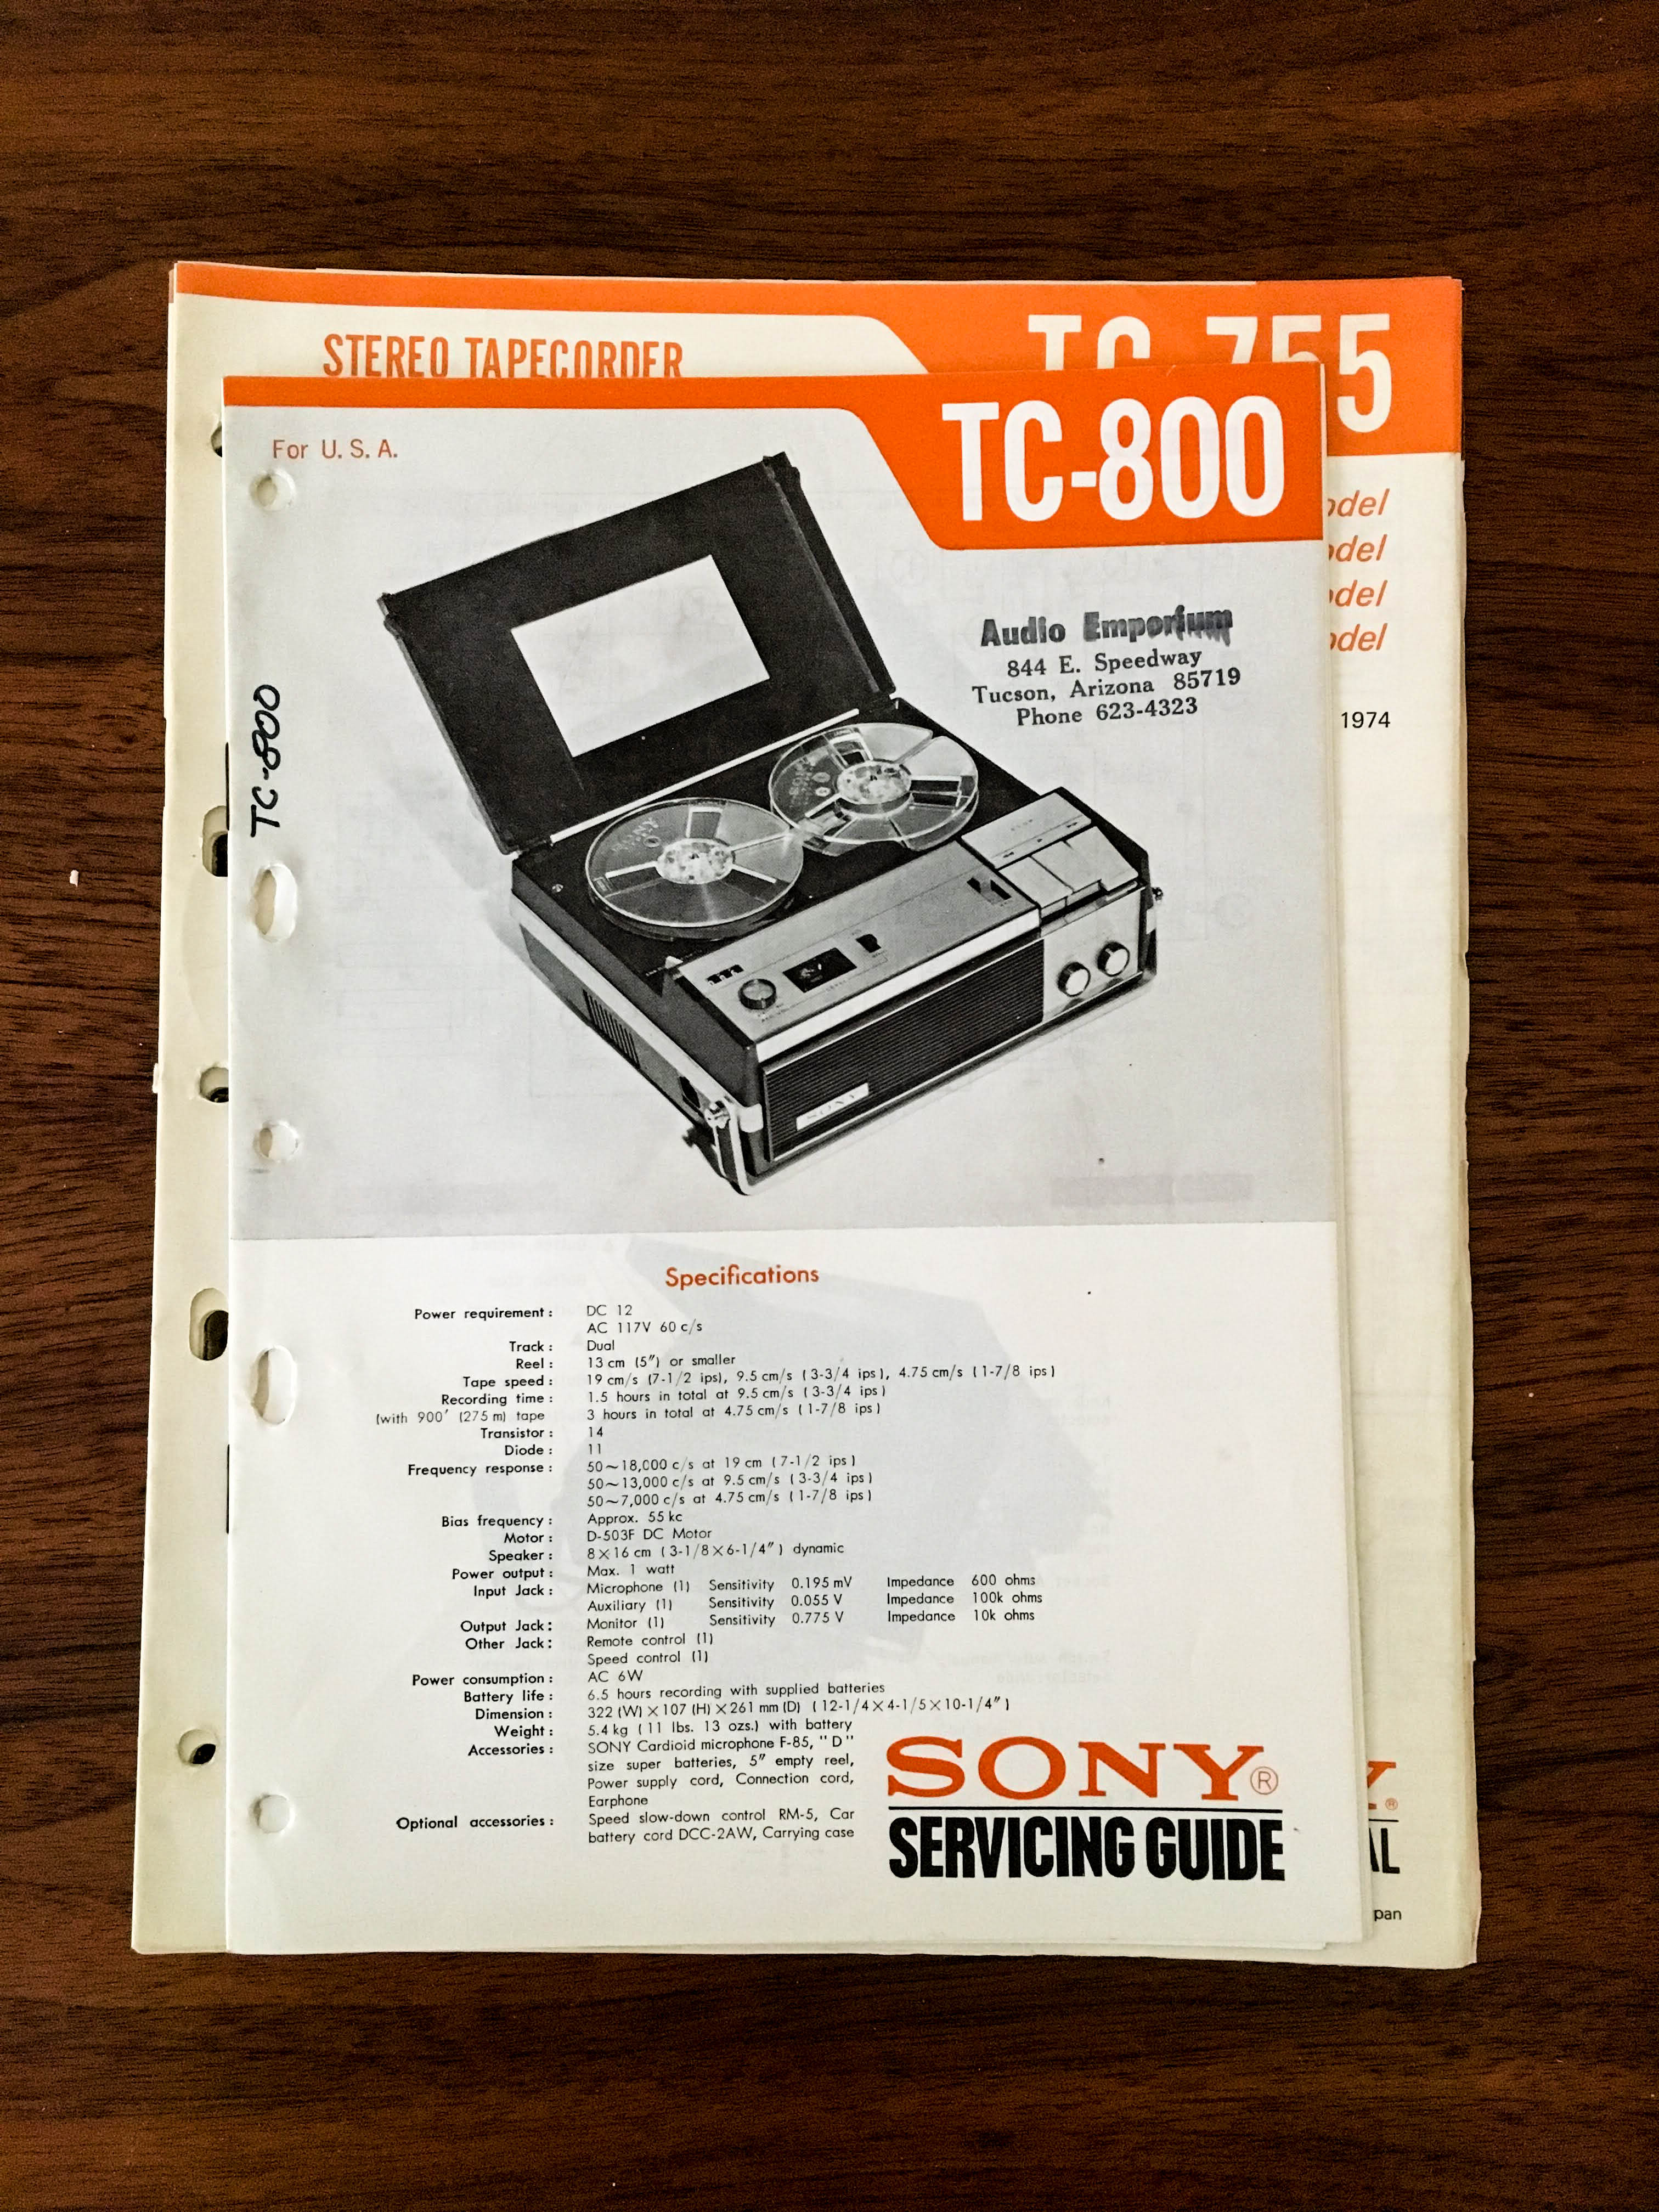 STEREO TAPECORDER
TC-755
TC-800
For U. S. A.
Audio Emporium
844 E. Speedway
Tucson, Arizona 85719
Phone 623-4323
1974
TC-800
SONY
SONY
Specifications
Power requirement : DC 12
AC 117V 60 c/s
Track : Dual
Reel : 13 cm (5″) or smaller
Tape speed : 19 cm/s (7-1/2 ips), 9.5 cm/s (3-3/4 ips), 4.75 cm/s (1-7/8 ips)
Recording time : 1.5 hours in total at 9.5 cm/s (3-3/4 ips)
(with 900′ (275 m) tape 3 hours in total at 4.75 cm/s (1-7/8 ips)
Transistor : 14
Diode : 11
Frequency response : 50~18,000 c/s at 19 cm (7-1/2 ips)
50~13,000 c/s at 9.5 cm/s (3-3/4 ips)
50~7,000 c/s at 4.75 cm/s (1-7/8 ips)
Bias frequency : Approx. 55 kc
Motor : D-503F DC Motor
Speaker : 8×16 cm (3-1/8×6-1/4″) dynamic
Power output : Max. 1 watt
Input Jack : Microphone (1) Sensitivity 0.195 mV Impedance 600 ohms
Auxiliary (1) Sensitivity 0.055 V Impedance 100k ohms
Output Jack : Monitor (1) Sensitivity 0.775 V Impedance 10k ohms
Other Jack : Remote control (1)
Speed control (1)
Power consumption : AC 6W
Battery life : 6.5 hours recording with supplied batteries
Dimension : 322 (W)×107 (H)×261 mm (D) (12-1/4×4-1/5×10-1/4″)
Weight : 5.4 kg (11 lbs. 13 ozs.) with battery
Accessories : SONY Cardioid microphone F-85, "D"
size super batteries, 5″ empty reel,
Power supply cord, Connection cord,
Earphone
Optional accessories : Speed slow-down control RM-5, Car
battery cord DCC-2AW, Carrying case
SONY®
SERVICING GUIDE